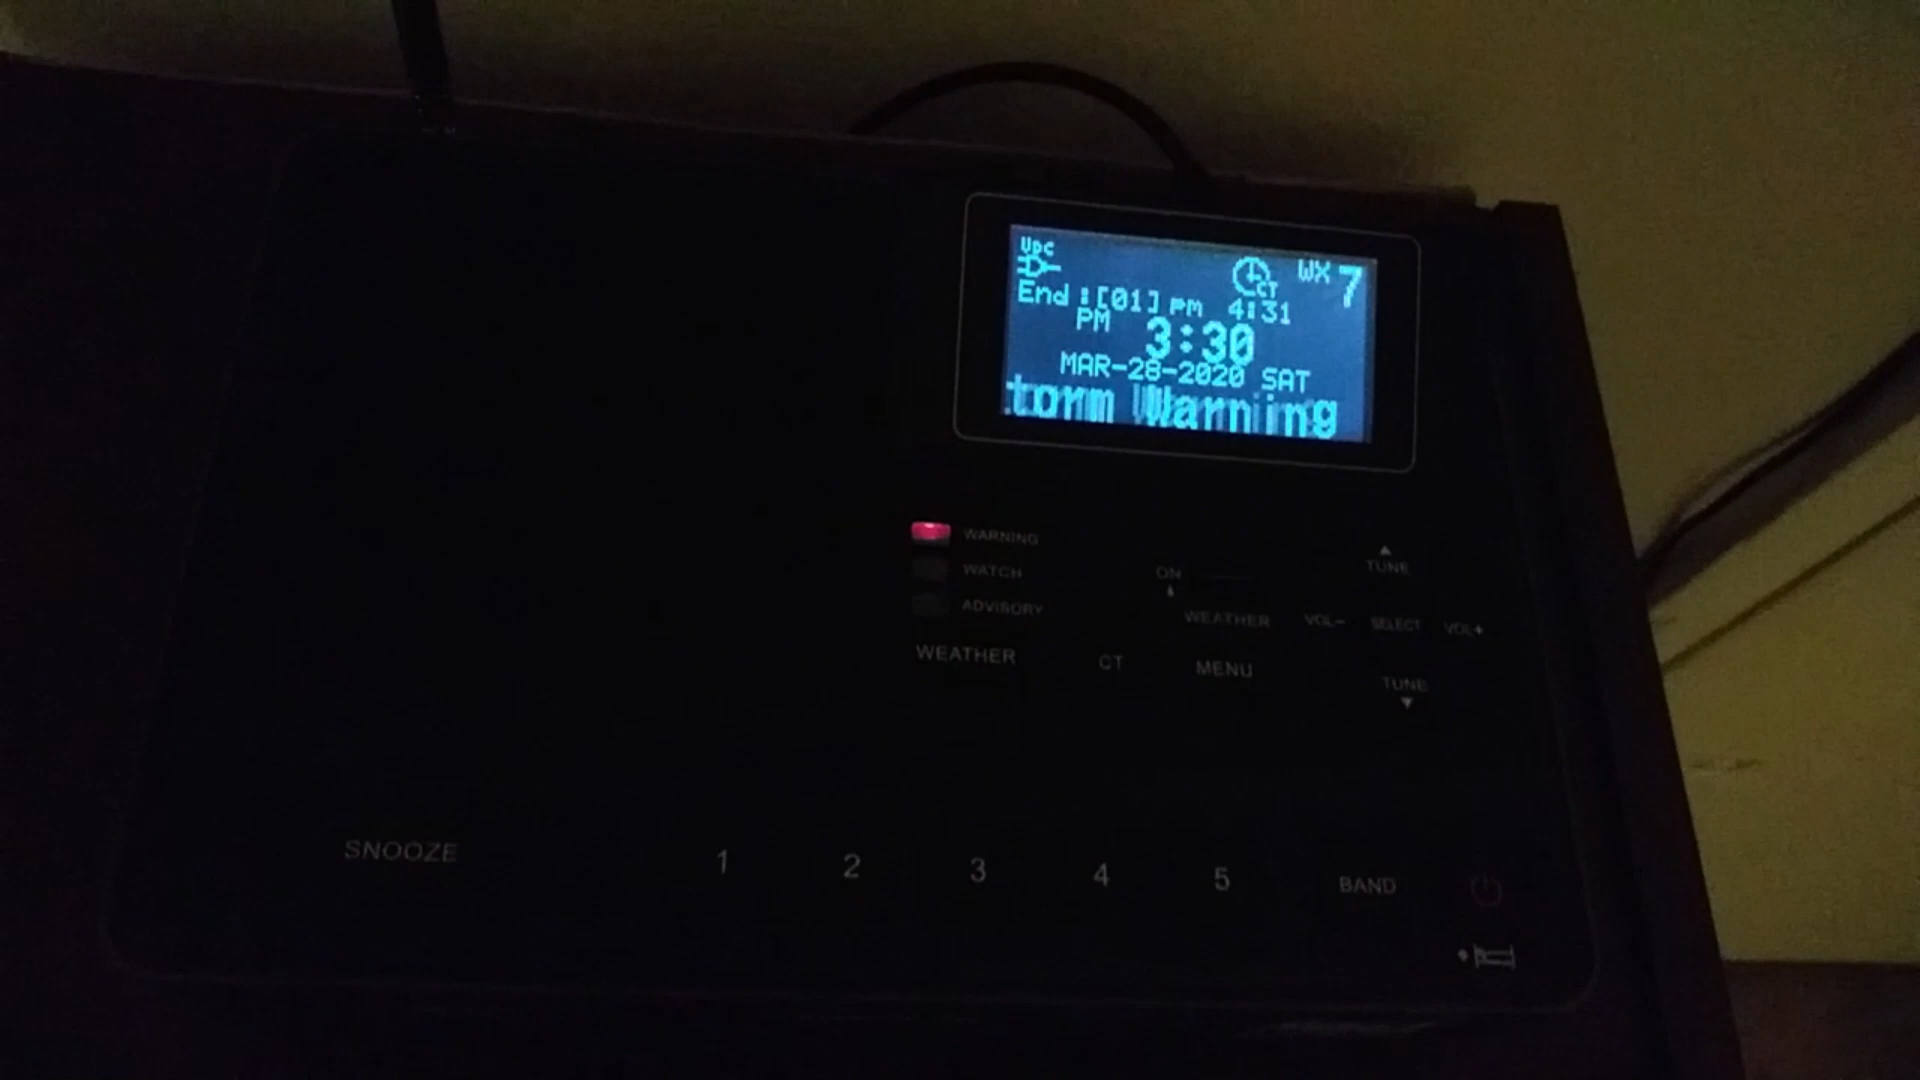 Vpc
CT WX 7
End :[01] pm 4:31
PM 3:30
MAR-28-2020 SAT
torm Warning
WARNING
WATCH
ADVISORY
WEATHER
ON
WEATHER
CT
MENU
TUNE
VOL- SELECT VOL+
TUNE
SNOOZE
1 2 3 4 5 BAND